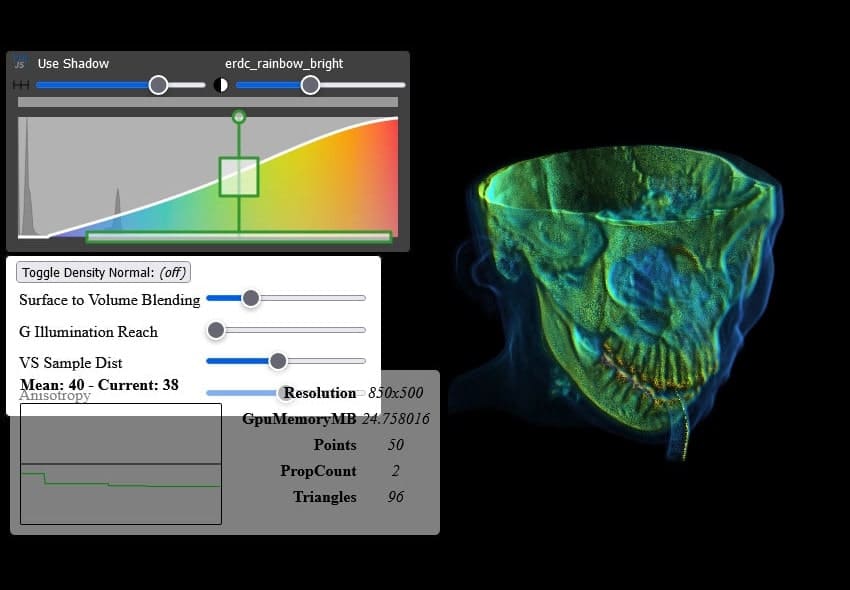 JS Use Shadow erdc_rainbow_bright
Toggle Density Normal: (off)
Surface to Volume Blending
G Illumination Reach
VS Sample Dist
Mean: 40 - Current: 38
Anisotropy
Resolution 850x500
GpuMemoryMB 24.758016
Points 50
PropCount 2
Triangles 96